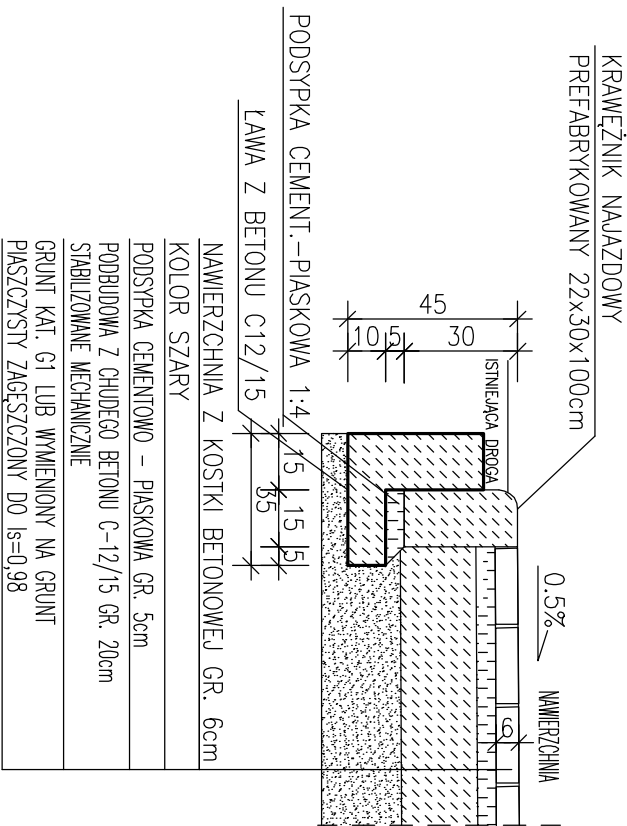 KRAWĘŻNIK NAJAZDOWY
PREFABRYKOWANY 22x30x100cm
0.5%
NAWIERZCHNIA
6
ISTNIEJĄCA DROGA
45
10
5
30
15
15
5
35
PODSYPKA CEMENT.-PIASKOWA 1:4
ŁAWA Z BETONU C12/15
NAWIERZCHNIA Z KOSTKI BETONOWEJ GR. 6cm
KOLOR SZARY
PODSYPKA CEMENTOWO - PIASKOWA GR. 5cm
PODBUDOWA Z CHUDEGO BETONU C-12/15 GR. 20cm
STABILIZOWANE MECHANICZNIE
GRUNT KAT. G1 LUB WYMIENIONY NA GRUNT
PIASZCZYSTY ZAGĘSZCZONY DO Is=0,98